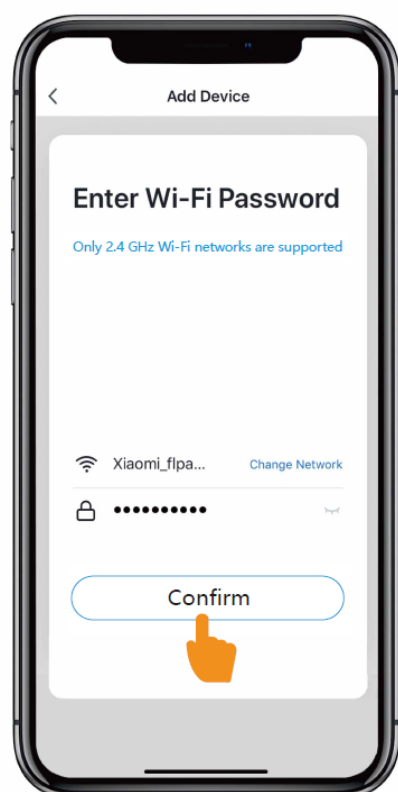 Add Device
Enter Wi-Fi Password
Only 2.4 GHz Wi-Fi networks are supported
Xiaomi_flpa... Change Network
••••••••••
Confirm